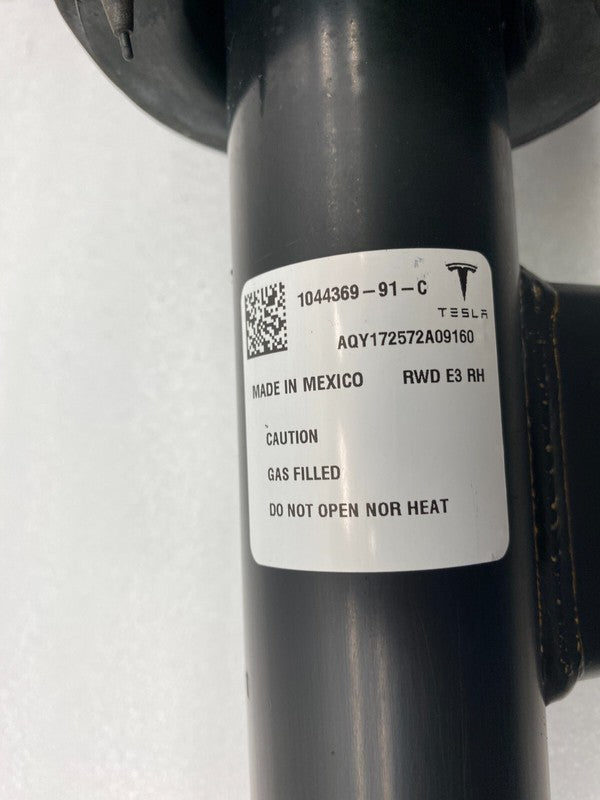 1044369-91-C
TESLA
AQY172572A09160
MADE IN MEXICO RWD E3 RH
CAUTION
GAS FILLED
DO NOT OPEN NOR HEAT